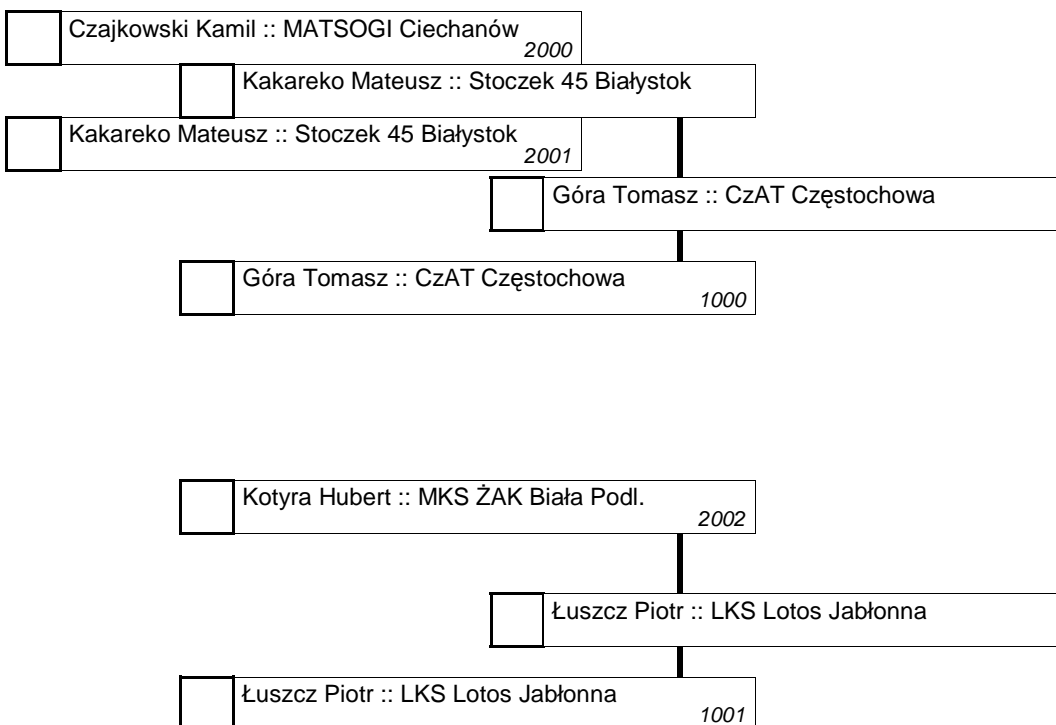 Czajkowski Kamil :: MATSOGI Ciechanów
2000
Kakareko Mateusz :: Stoczek 45 Białystok
Kakareko Mateusz :: Stoczek 45 Białystok
2001
Góra Tomasz :: CzAT Częstochowa
Góra Tomasz :: CzAT Częstochowa
1000
Kotyra Hubert :: MKS ŻAK Biała Podl.
2002
Łuszcz Piotr :: LKS Lotos Jabłonna
Łuszcz Piotr :: LKS Lotos Jabłonna
1001